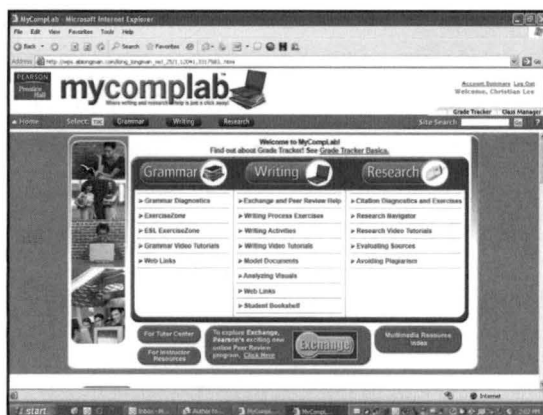 MyCompLab - Microsoft Internet Explorer
File Edit View Favorites Tools Help
Back Search Favorites
Address
Go
PEARSON
Prentice Hall
mycomplab
Where writing and research help is just a click away!
Account Summary Log Out
Welcome, Christian Lee
Grade Tracker Class Manager
Home Select: Grammar Writing Research Site Search ?
Welcome to MyCompLab!
Find out about Grade Tracker! See Grade Tracker Basics.
Grammar Writing Research
> Grammar Diagnostics
> ExerciseZone
> ESL ExerciseZone
> Grammar Video Tutorials
> Web Links
> Exchange and Peer Review Help
> Writing Process Exercises
> Writing Activities
> Writing Video Tutorials
> Model Documents
> Analyzing Visuals
> Web Links
> Student Bookshelf
> Citation Diagnostics and Exercises
> Research Navigator
> Research Video Tutorials
> Evaluating Sources
> Avoiding Plagiarism
For Tutor Center
For Instructor Resources
To explore Exchange, Pearson's exciting new online Peer Review program, Click Here
Exchange
Multimedia Resource Index
Internet
start